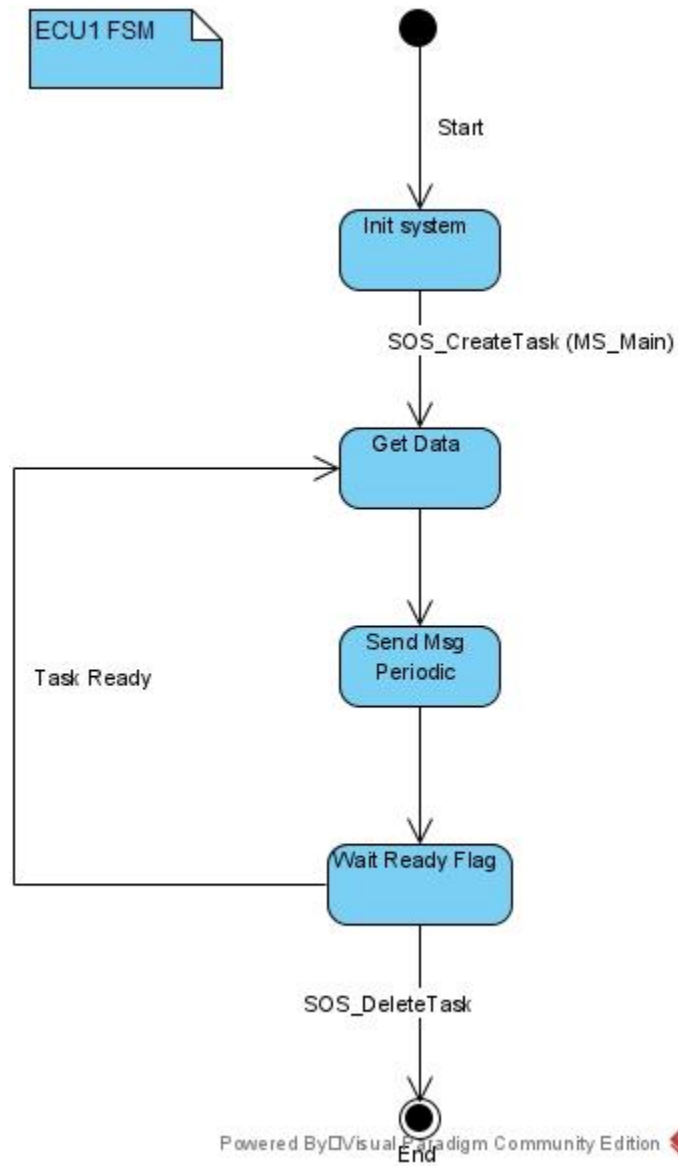 ECU1 FSM
Start
Init system
SOS_CreateTask (MS_Main)
Get Data
Send Msg
Periodic
Task Ready
Wait Ready Flag
SOS_DeleteTask
Powered By□Visual Paradigm Community Edition
End